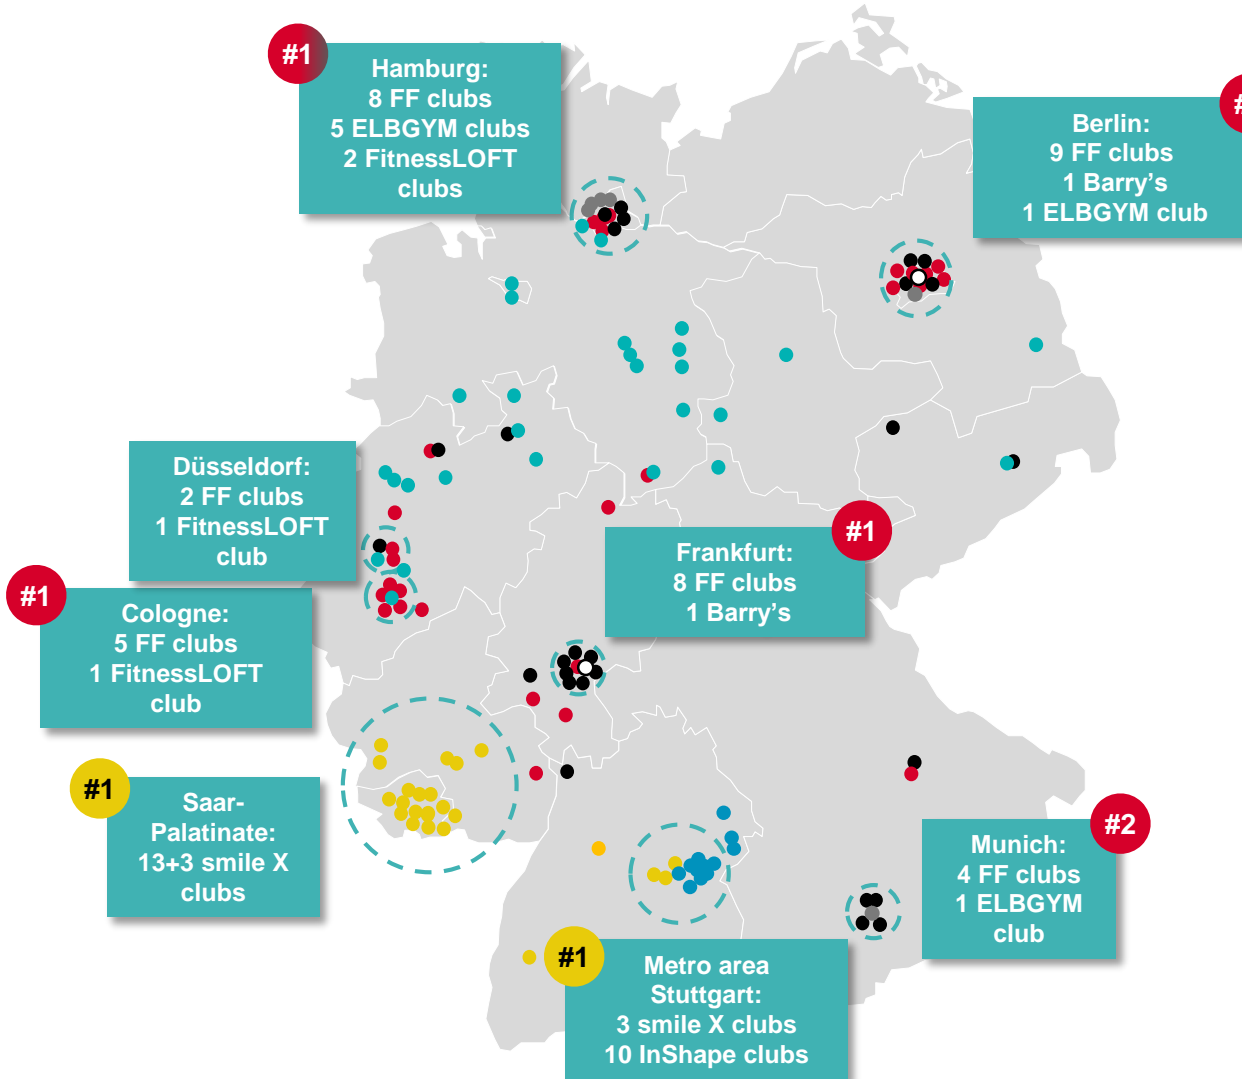 #1
Hamburg:
8 FF clubs
5 ELBGYM clubs
2 FitnessLOFT
clubs
#
Berlin:
9 FF clubs
1 Barry's
1 ELBGYM club
Düsseldorf:
2 FF clubs
1 FitnessLOFT
club
#1
Cologne:
5 FF clubs
1 FitnessLOFT
club
#1
Frankfurt:
8 FF clubs
1 Barry's
#1
Saar-
Palatinate:
13+3 smile X
clubs
#2
Munich:
4 FF clubs
1 ELBGYM
club
#1
Metro area
Stuttgart:
3 smile X clubs
10 InShape clubs